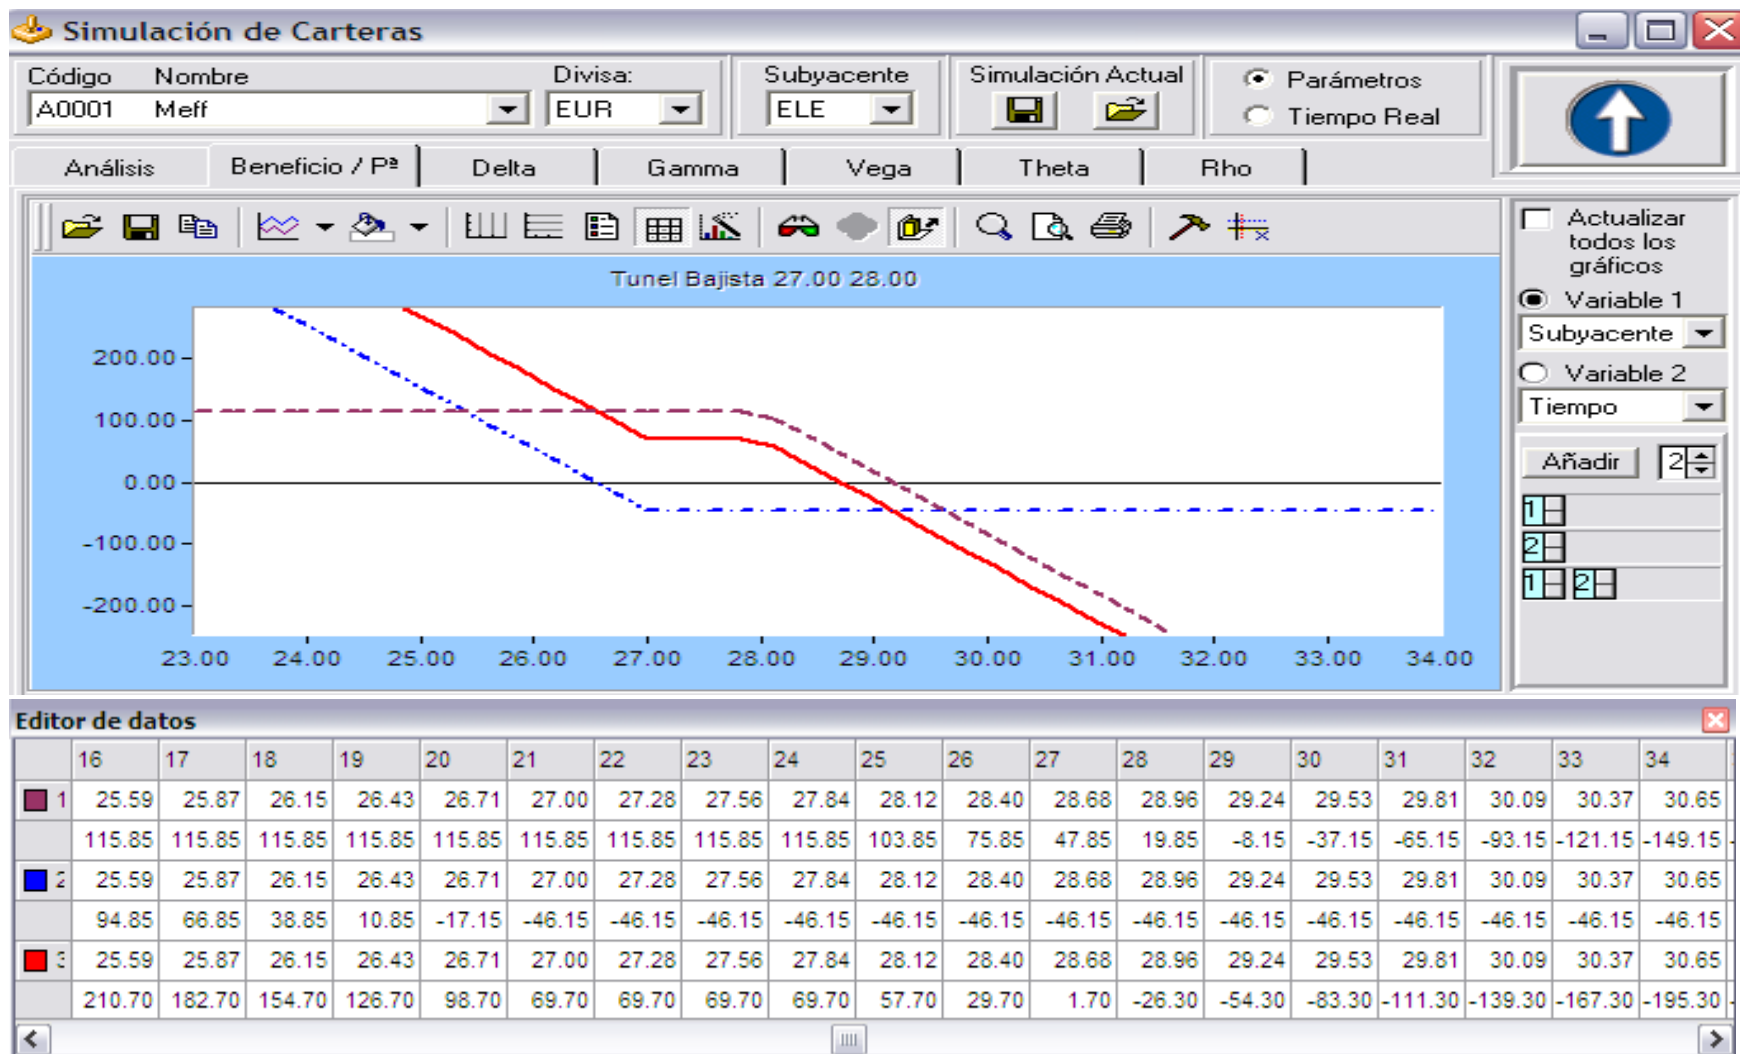 Simulación de Carteras
Código Nombre Divisa: Subyacente Simulación Actual Parámetros
A0001 Meff EUR ELE Tiempo Real
Análisis Beneficio / Pª Delta Gamma Vega Theta Rho
Actualizar
todos los
gráficos
Variable 1
Subyacente
Variable 2
Tiempo
Añadir 2
1
2
1 2
Tunel Bajista 27.00 28.00
200.00
100.00
0.00
-100.00
-200.00
23.00 24.00 25.00 26.00 27.00 28.00 29.00 30.00 31.00 32.00 33.00 34.00
Editor de datos
16 17 18 19 20 21 22 23 24 25 26 27 28 29 30 31 32 33 34
1 25.59 25.87 26.15 26.43 26.71 27.00 27.28 27.56 27.84 28.12 28.40 28.68 28.96 29.24 29.53 29.81 30.09 30.37 30.65
115.85 115.85 115.85 115.85 115.85 115.85 115.85 115.85 115.85 103.85 75.85 47.85 19.85 -8.15 -37.15 -65.15 -93.15 -121.15 -149.15
2 25.59 25.87 26.15 26.43 26.71 27.00 27.28 27.56 27.84 28.12 28.40 28.68 28.96 29.24 29.53 29.81 30.09 30.37 30.65
94.85 66.85 38.85 10.85 -17.15 -46.15 -46.15 -46.15 -46.15 -46.15 -46.15 -46.15 -46.15 -46.15 -46.15 -46.15 -46.15 -46.15 -46.15
3 25.59 25.87 26.15 26.43 26.71 27.00 27.28 27.56 27.84 28.12 28.40 28.68 28.96 29.24 29.53 29.81 30.09 30.37 30.65
210.70 182.70 154.70 126.70 98.70 69.70 69.70 69.70 69.70 57.70 29.70 1.70 -26.30 -54.30 -83.30 -111.30 -139.30 -167.30 -195.30